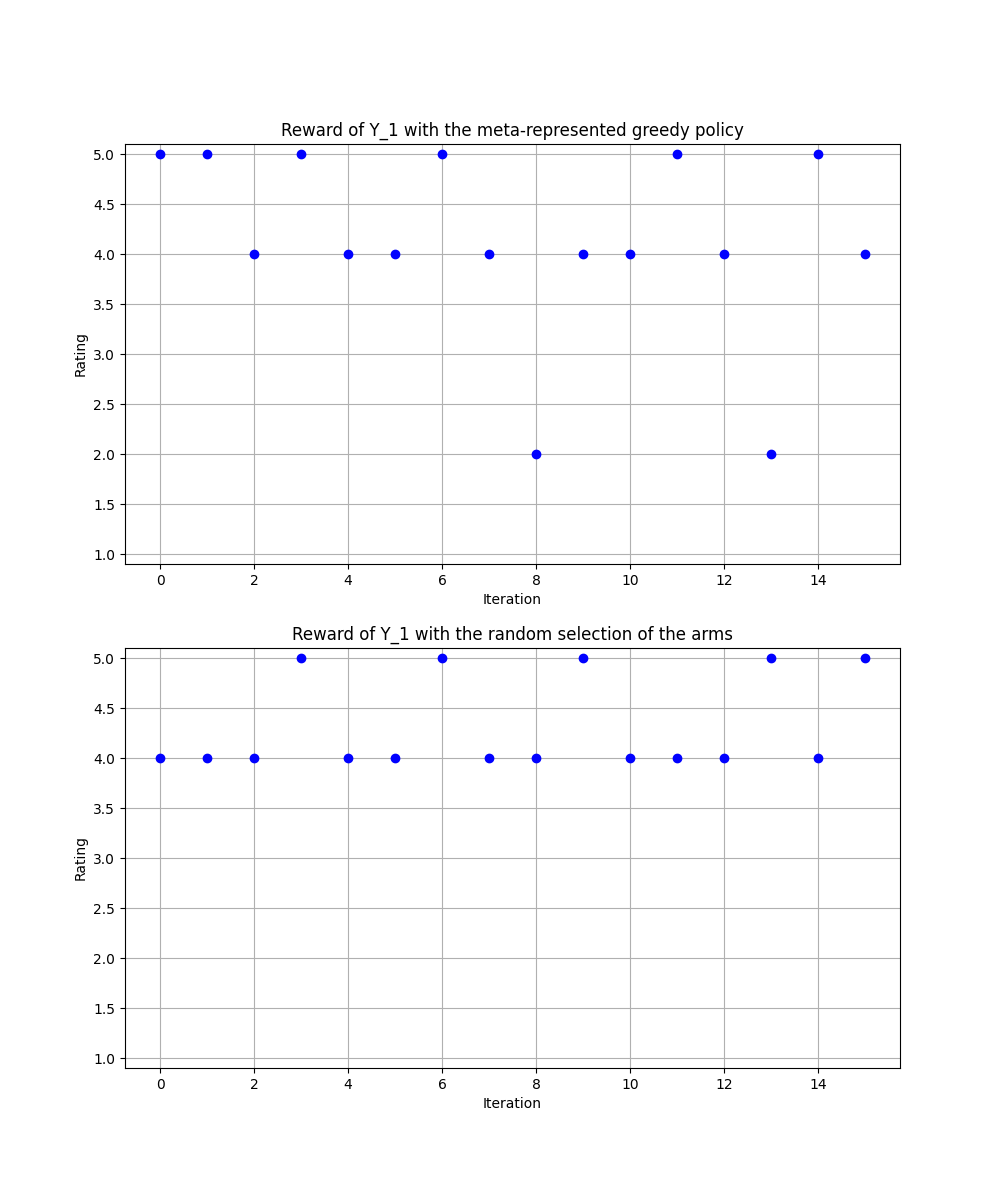 Reward of Y_1 with the meta-represented greedy policy
5.0
4.5
4.0
3.5
3.0
2.5
2.0
1.5
1.0
Rating
0 2 4 6 8 10 12 14
Iteration
Reward of Y_1 with the random selection of the arms
5.0
4.5
4.0
3.5
3.0
2.5
2.0
1.5
1.0
Rating
0 2 4 6 8 10 12 14
Iteration